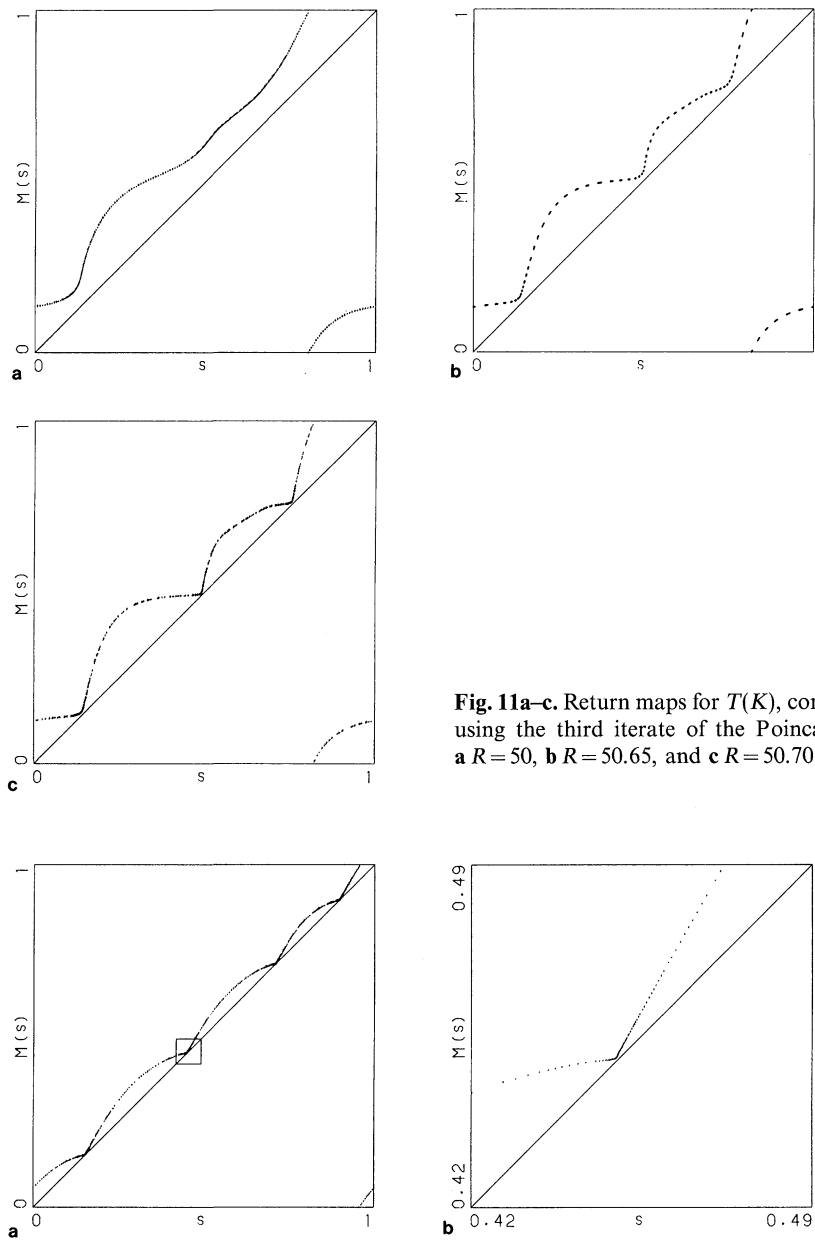 1
M(s)
0
0 s 1
a
1
M(s)
0
0 s
b
1
M(s)
0
0 s 1
c
Fig. 11a–c. Return maps for T(K), 
using the third iterate of the
a R = 50, b R = 50.65, and c R = 50.70
1
M(s)
0
0 s 1
a
0.49
M(s)
0.42
0.42 s 0.49
b